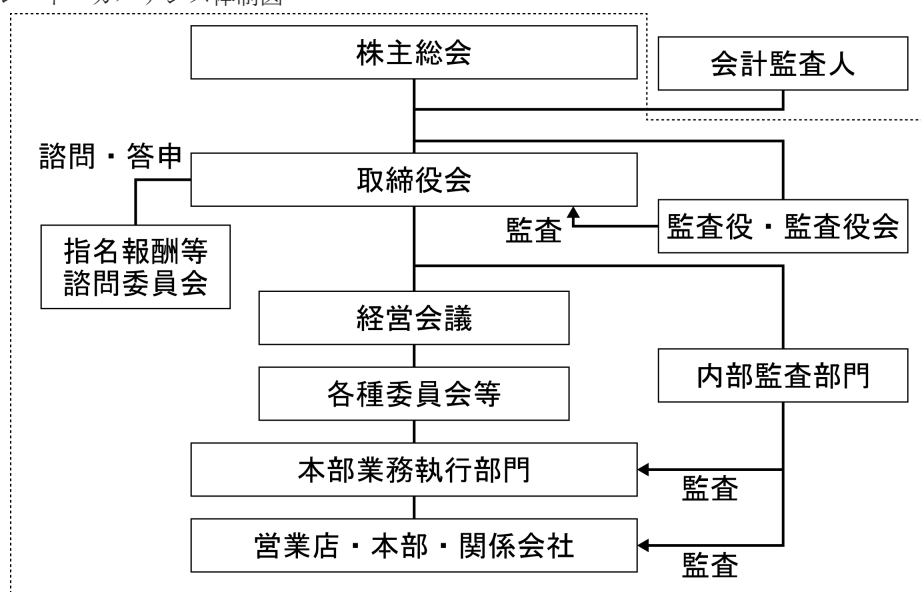 株主総会
会計監査人
諮問・答申
取締役会
監査
監査役・監査役会
指名報酬等
諮問委員会
経営会議
内部監査部門
各種委員会等
本部業務執行部門
監査
営業店・本部・関係会社
監査